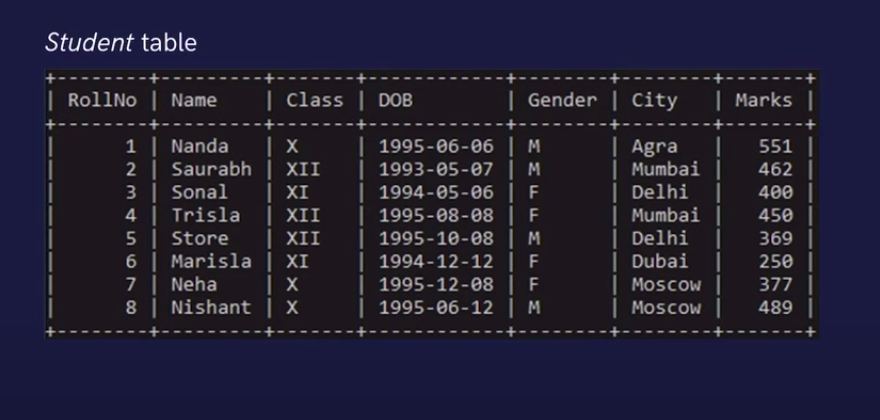 Student table
+--------+---------+-------+------------+--------+--------+-------+
| RollNo | Name    | Class | DOB        | Gender | City   | Marks |
+--------+---------+-------+------------+--------+--------+-------+
|      1 | Nanda   | X     | 1995-06-06 | M      | Agra   |   551 |
|      2 | Saurabh | XII   | 1993-05-07 | M      | Mumbai |   462 |
|      3 | Sonal   | XI    | 1994-05-06 | F      | Delhi  |   400 |
|      4 | Trisla  | XII   | 1995-08-08 | F      | Mumbai |   450 |
|      5 | Store   | XII   | 1995-10-08 | M      | Delhi  |   369 |
|      6 | Marisla | XI    | 1994-12-12 | F      | Dubai  |   250 |
|      7 | Neha    | X     | 1995-12-08 | F      | Moscow |   377 |
|      8 | Nishant | X     | 1995-06-12 | M      | Moscow |   489 |
+--------+---------+-------+------------+--------+--------+-------+